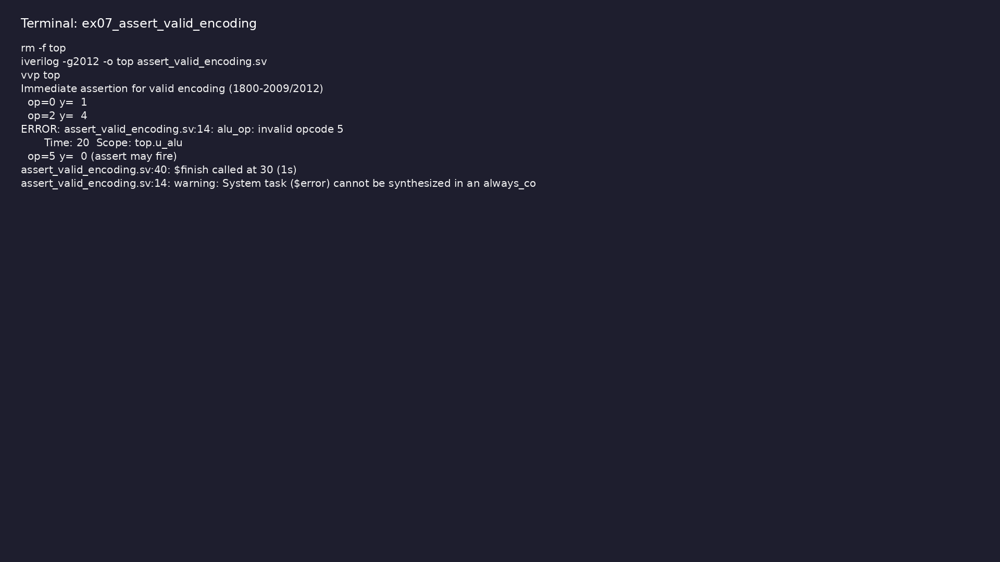 Terminal: ex07_assert_valid_encoding
rm -f top
iverilog -g2012 -o top assert_valid_encoding.sv
vvp top
Immediate assertion for valid encoding (1800-2009/2012)
  op=0 y=  1
  op=2 y=  4
ERROR: assert_valid_encoding.sv:14: alu_op: invalid opcode 5
       Time: 20  Scope: top.u_alu
  op=5 y=  0 (assert may fire)
assert_valid_encoding.sv:40: $finish called at 30 (1s)
assert_valid_encoding.sv:14: warning: System task ($error) cannot be synthesized in an always_co